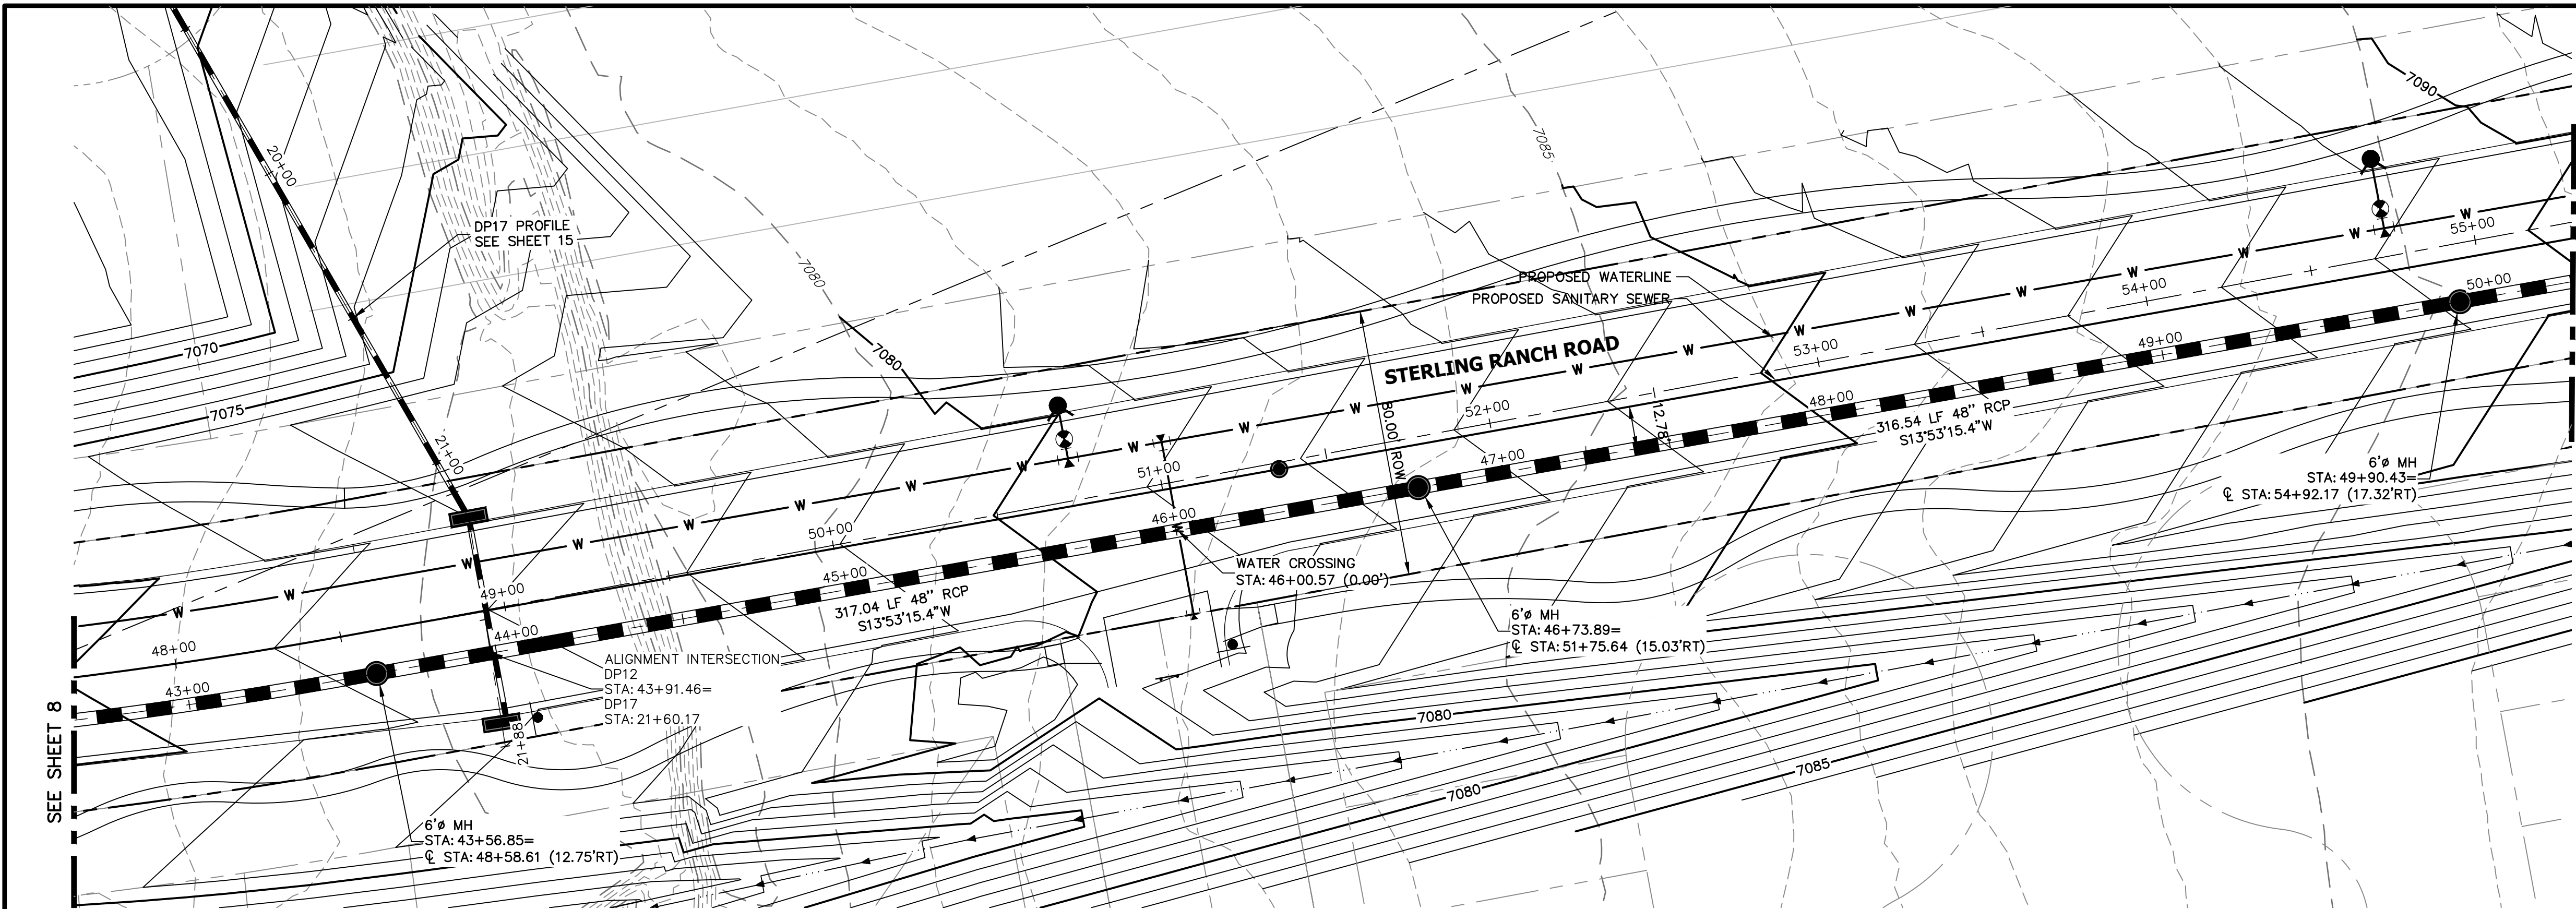 7090
7085
20+00
DP17 PROFILE
SEE SHEET 15
7080
55+00
PROPOSED WATERLINE
PROPOSED SANITARY SEWER
54+00
50+00
7070
7080
STERLING RANCH ROAD
53+00
49+00
7075
80.00' ROW
52+00
12.78'
48+00
316.54 LF 48" RCP
S13°53'15.4"W
21+00
51+00
47+00
6'ø MH
STA: 49+90.43=
℄ STA: 54+92.17 (17.32'RT)
50+00
46+00
W W W W W W W W W W W W W W W W W W W W W W
WATER CROSSING
STA: 46+00.57 (0.00')
45+00
317.04 LF 48" RCP
S13°53'15.4"W
49+00
44+00
6'ø MH
STA: 46+73.89=
℄ STA: 51+75.64 (15.03'RT)
48+00
43+00
ALIGNMENT INTERSECTION
DP12
STA: 43+91.46=
DP17
STA: 21+60.17
21+88
SEE SHEET 8
7080
7085
7080
6'ø MH
STA: 43+56.85=
℄ STA: 48+58.61 (12.75'RT)